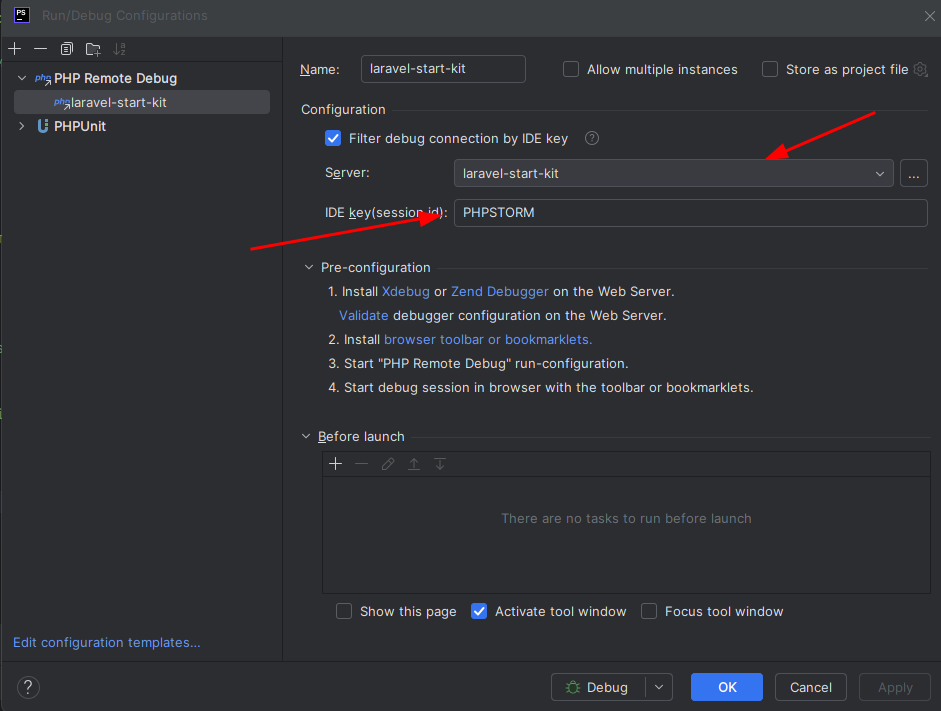 PS
Run/Debug Configurations
PHP Remote Debug
php laravel-start-kit
PHPUnit
Name: laravel-start-kit Allow multiple instances Store as project file
Configuration
Filter debug connection by IDE key ?
Server: laravel-start-kit ...
IDE key(session id): PHPSTORM
Pre-configuration
1. Install Xdebug or Zend Debugger on the Web Server.
Validate debugger configuration on the Web Server.
2. Install browser toolbar or bookmarklets.
3. Start "PHP Remote Debug" run-configuration.
4. Start debug session in browser with the toolbar or bookmarklets.
Before launch
There are no tasks to run before launch
Show this page Activate tool window Focus tool window
Edit configuration templates...
? Debug OK Cancel Apply